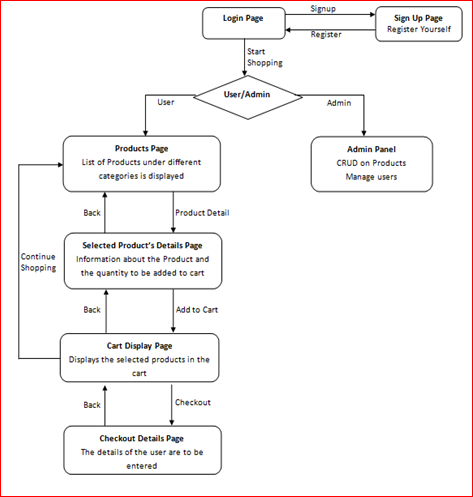 Login Page
Signup
Register
Sign Up Page
Register Yourself
Start
Shopping
User/Admin
User
Admin
Products Page
List of Products under different
categories is displayed
Admin Panel
CRUD on Products
Manage users
Back
Product Detail
Selected Product's Details Page
Information about the Product and
the quantity to be added to cart
Continue
Shopping
Back
Add to Cart
Cart Display Page
Displays the selected products in the
cart
Back
Checkout
Checkout Details Page
The details of the user are to be
entered